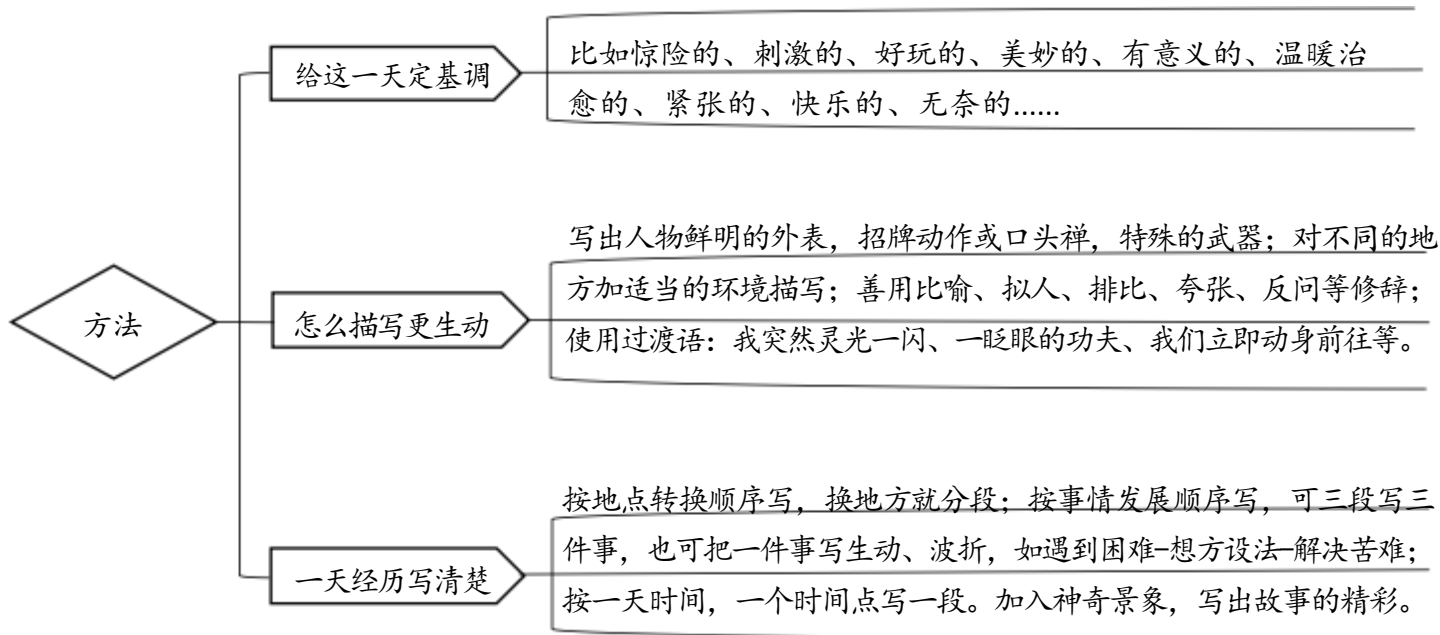 给这一天定基调
比如惊险的、刺激的、好玩的、美妙的、有意义的、温暖治
愈的、紧张的、快乐的、无奈的……
方法
怎么描写更生动
写出人物鲜明的外表，招牌动作或口头禅，特殊的武器；对不同的地
方加适当的环境描写；善用比喻、拟人、排比、夸张、反问等修辞；
使用过渡语：我突然灵光一闪、一眨眼的功夫、我们立即动身前往等。
一天经历写清楚
按地点转换顺序写，换地方就分段；按事情发展顺序写，可三段写三
件事，也可把一件事写生动、波折，如遇到困难-想方设法-解决苦难；
按一天时间，一个时间点写一段。加入神奇景象，写出故事的精彩。